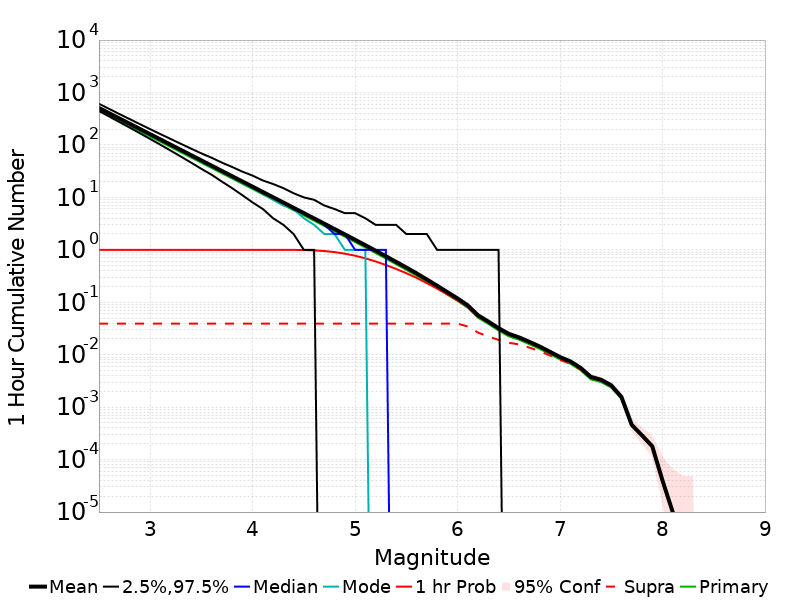 10^4
10^3
10^2
10^1
10^0
10^-1
10^-2
10^-3
10^-4
10^-5
1 Hour Cumulative Number
3 4 5 6 7 8 9
Magnitude
Mean 2.5%,97.5% Median Mode 1 hr Prob 95% Conf Supra Primary